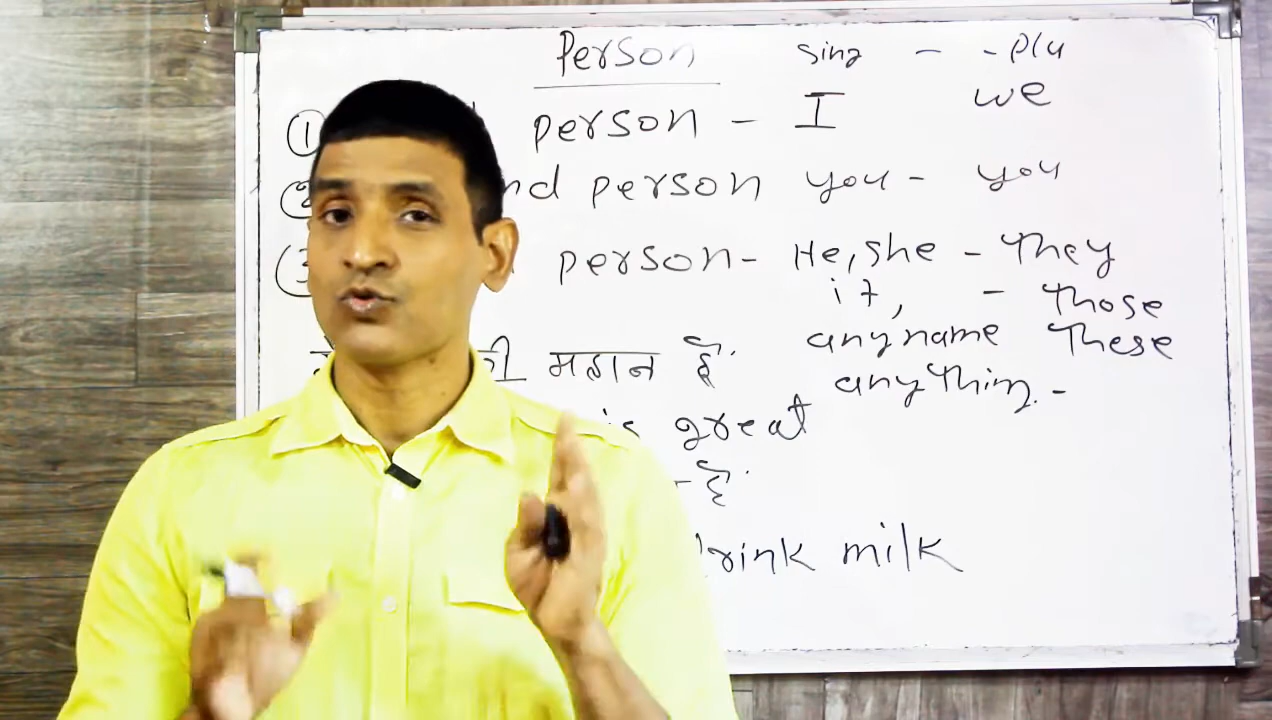 Person sing - - plu
① person - I we
nd person you - you
person - He, she - They
it, - Those
महान है. any name These
anything. -
is great
है.
drink milk